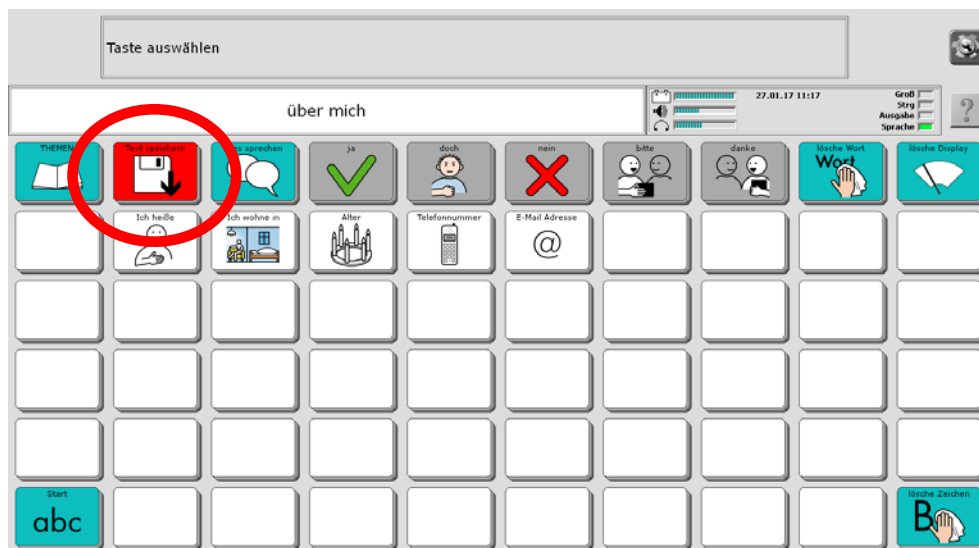 Taste auswählen
über mich
27.01.17 11:17
Groß
Strg
Ausgabe
Sprache
?
THEMEN
Text speichern
sprechen
ja
doch
nein
bitte
danke
lösche Wort
Wort
lösche Display
Ich heiße
Ich wohne in
Alter
Telefonnummer
E-Mail Adresse
@
Start
abc
lösche Zeichen
B